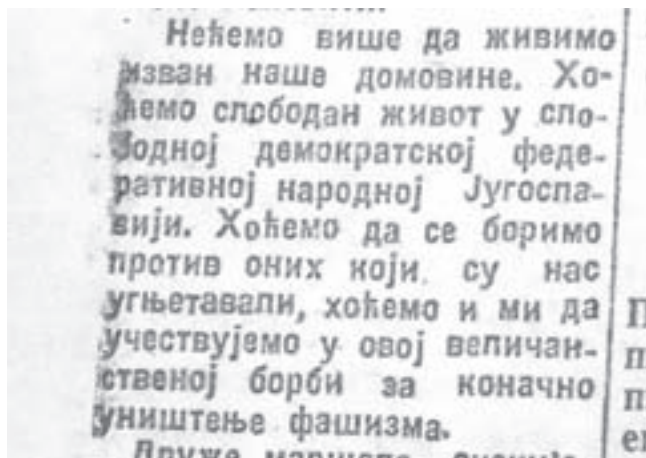 Нећемо више да живимо
изван наше домовине. Хо-
ћемо слободан живот у сло-
бодној демократској феде-
ративној народној Југосла-
вији. Хоћемо да се боримо
против оних који су нас
угњетавали, хоћемо и ми да
учествујемо у овој величан-
ственој борби за коначно
уништење фашизма.
Друже маршале,